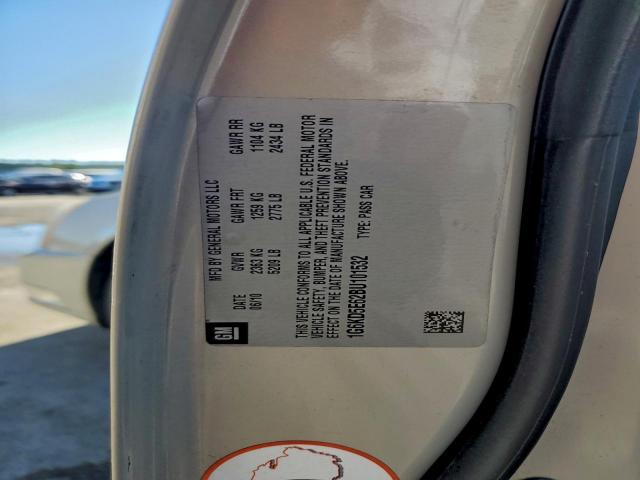 GM
MFD BY GENERAL MOTORS LLC
DATE GVWR GAWR FRT GAWR RR
06/10 2363 KG 1259 KG 1104 KG
5209 LB 2775 LB 2434 LB
THIS VEHICLE CONFORMS TO ALL APPLICABLE U.S. FEDERAL MOTOR
VEHICLE SAFETY, BUMPER, AND THEFT PREVENTION STANDARDS IN
EFFECT ON THE DATE OF MANUFACTURE SHOWN ABOVE.
1G6KD5E62BU101532 TYPE: PASS CAR